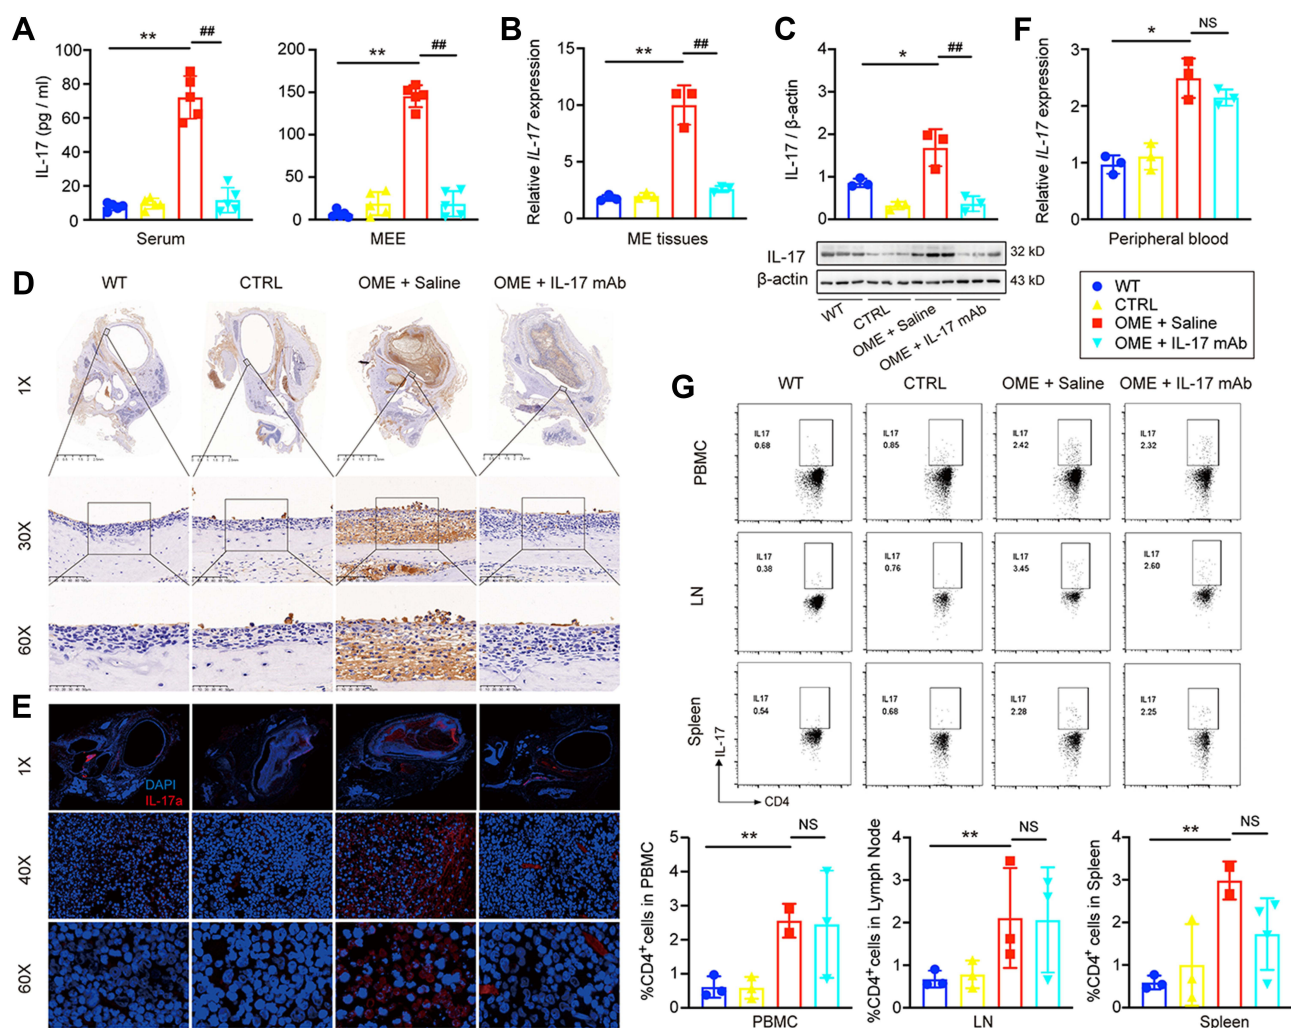 A
IL-17 (pg / ml)
100
80
60
40
20
0
**
##
Serum
200
150
100
50
0
**
##
MEE
B
Relative IL-17 expression
15
10
5
0
**
##
ME tissues
C
IL-17 / β-actin
4
3
2
1
0
*
##
IL-17
32 kD
β-actin
43 kD
WT
CTRL
OME + Saline
OME + IL-17 mAb
F
Relative IL-17 expression
3
2
1
0
*
NS
Peripheral blood
WT
CTRL
OME + Saline
OME + IL-17 mAb
D
WT
CTRL
OME + Saline
OME + IL-17 mAb
1X
30X
60X
E
1X
DAPI
IL-17a
40X
60X
G
WT
CTRL
OME + Saline
OME + IL-17 mAb
PBMC
IL17
0.68
IL17
0.85
IL17
2.42
IL17
2.32
LN
IL17
0.38
IL17
0.76
IL17
3.45
IL17
2.60
Spleen
IL17
0.54
IL17
0.68
IL17
2.28
IL17
2.25
IL-17
CD4
%CD4+cells in PBMC
5
4
3
2
1
0
**
NS
PBMC
%CD4+cells in Lymph Node
5
4
3
2
1
0
**
NS
LN
%CD4+ cells in Spleen
5
4
3
2
1
0
**
NS
Spleen